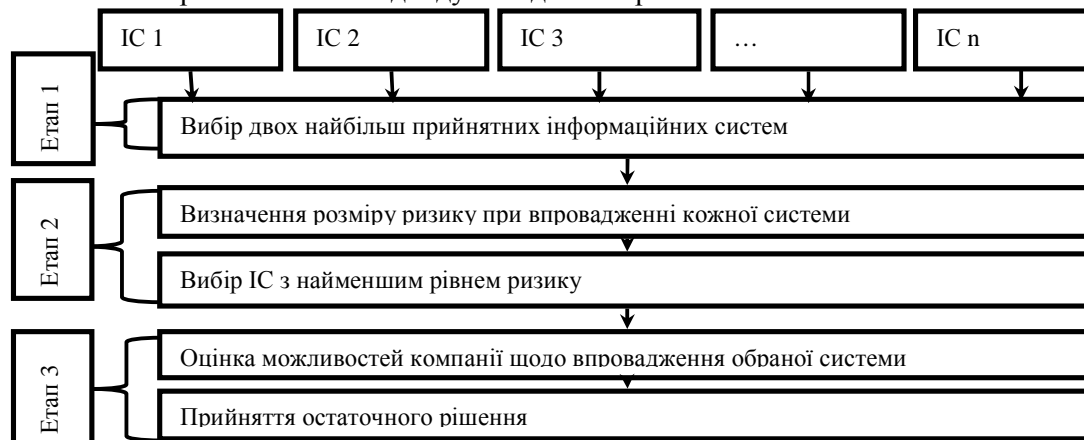 ІС 1
ІС 2
ІС 3
…
ІС n
Етап 1
Вибір двох найбільш прийнятних інформаційних систем
Етап 2
Визначення розміру ризику при впровадженні кожної системи
Вибір ІС з найменшим рівнем ризику
Етап 3
Оцінка можливостей компанії щодо впровадження обраної системи
Прийняття остаточного рішення